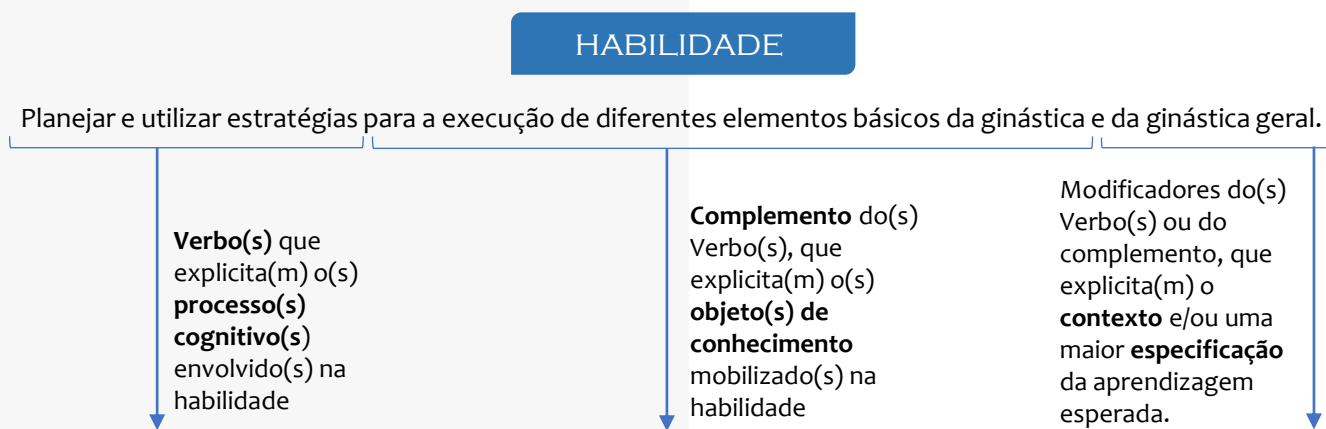 HABILIDADE
Planejar e utilizar estratégias para a execução de diferentes elementos básicos da ginástica e da ginástica geral.
Verbo(s) que
explicita(m) o(s)
processo(s)
cognitivo(s)
envolvido(s) na
habilidade
Complemento do(s)
Verbo(s), que
explicita(m) o(s)
objeto(s) de
conhecimento
mobilizado(s) na
habilidade
Modificadores do(s)
Verbo(s) ou do
complemento, que
explicita(m) o
contexto e/ou uma
maior especificação
da aprendizagem
esperada.